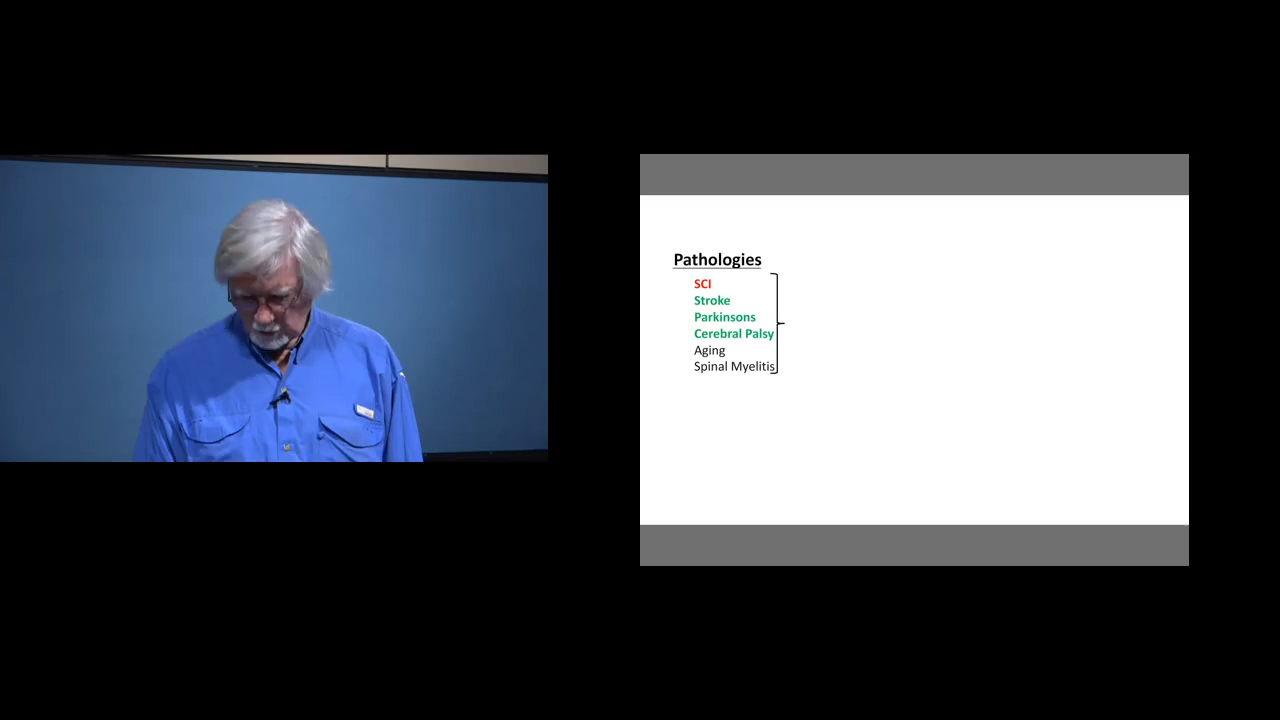 Pathologies
SCI
Stroke
Parkinsons
Cerebral Palsy
Aging
Spinal Myelitis